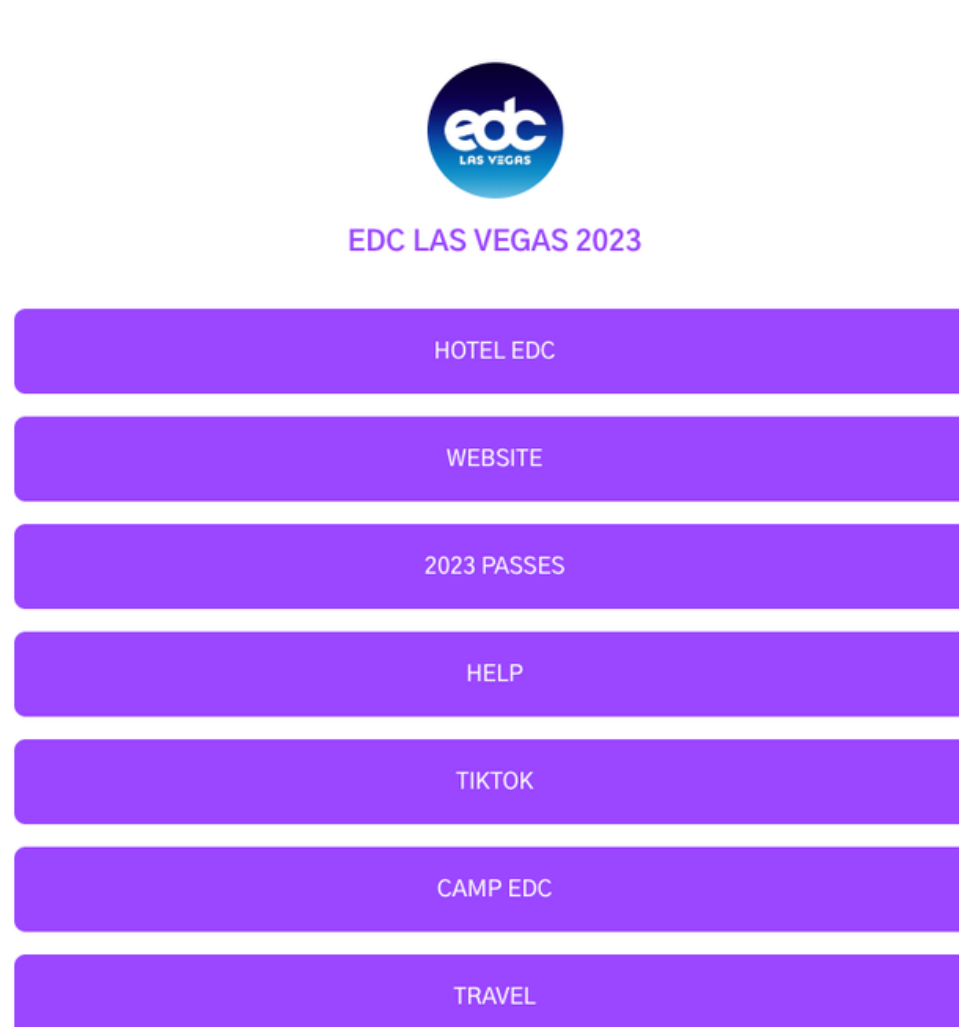 edc
LAS VEGAS
EDC LAS VEGAS 2023
HOTEL EDC
WEBSITE
2023 PASSES
HELP
TIKTOK
CAMP EDC
TRAVEL